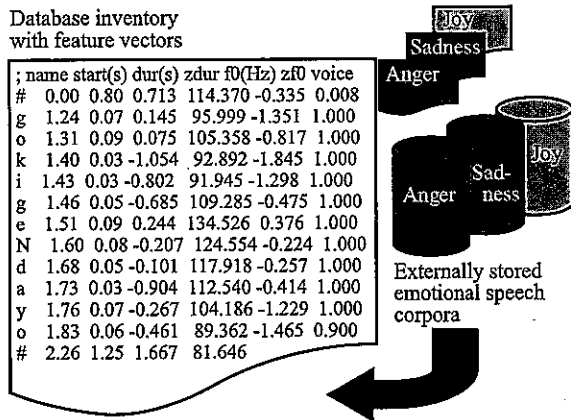 Database inventory
with feature vectors
; name start(s) dur(s) zdur f0(Hz) zf0 voice
# 0.00 0.80 0.713 114.370 -0.335 0.008
g 1.24 0.07 0.145 95.999 -1.351 1.000
o 1.31 0.09 0.075 105.358 -0.817 1.000
k 1.40 0.03 -1.054 92.892 -1.845 1.000
i 1.43 0.03 -0.802 91.945 -1.298 1.000
g 1.46 0.05 -0.685 109.285 -0.475 1.000
e 1.51 0.09 0.244 134.526 0.376 1.000
N 1.60 0.08 -0.207 124.554 -0.224 1.000
d 1.68 0.05 -0.101 117.918 -0.257 1.000
a 1.73 0.03 -0.904 112.540 -0.414 1.000
y 1.76 0.07 -0.267 104.186 -1.229 1.000
o 1.83 0.06 -0.461 89.362 -1.465 0.900
# 2.26 1.25 1.667 81.646
Joy
Sadness
Anger
Anger
Sad-
ness
Joy
Externally stored
emotional speech
corpora